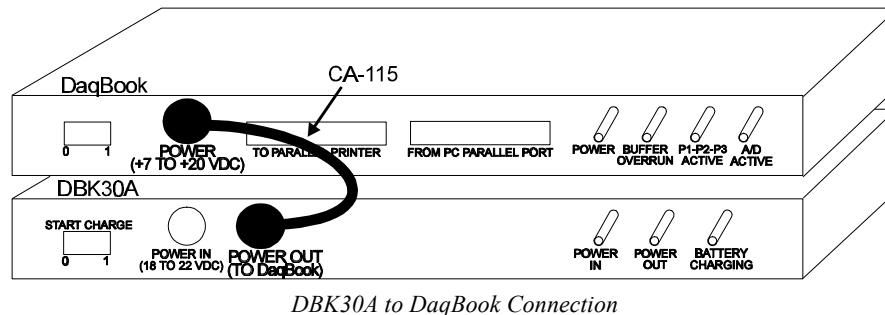 CA-115
DaqBook
0 1
POWER
(+7 TO +20 VDC)
TO PARALLEL PRINTER
FROM PC PARALLEL PORT
POWER
BUFFER
OVERRUN
P1-P2-P3
ACTIVE
A/D
ACTIVE
DBK30A
START CHARGE
0 1
POWER IN
(18 TO 22 VDC)
POWER OUT
(TO DaqBook)
POWER
IN
POWER
OUT
BATTERY
CHARGING
DBK30A to DaqBook Connection